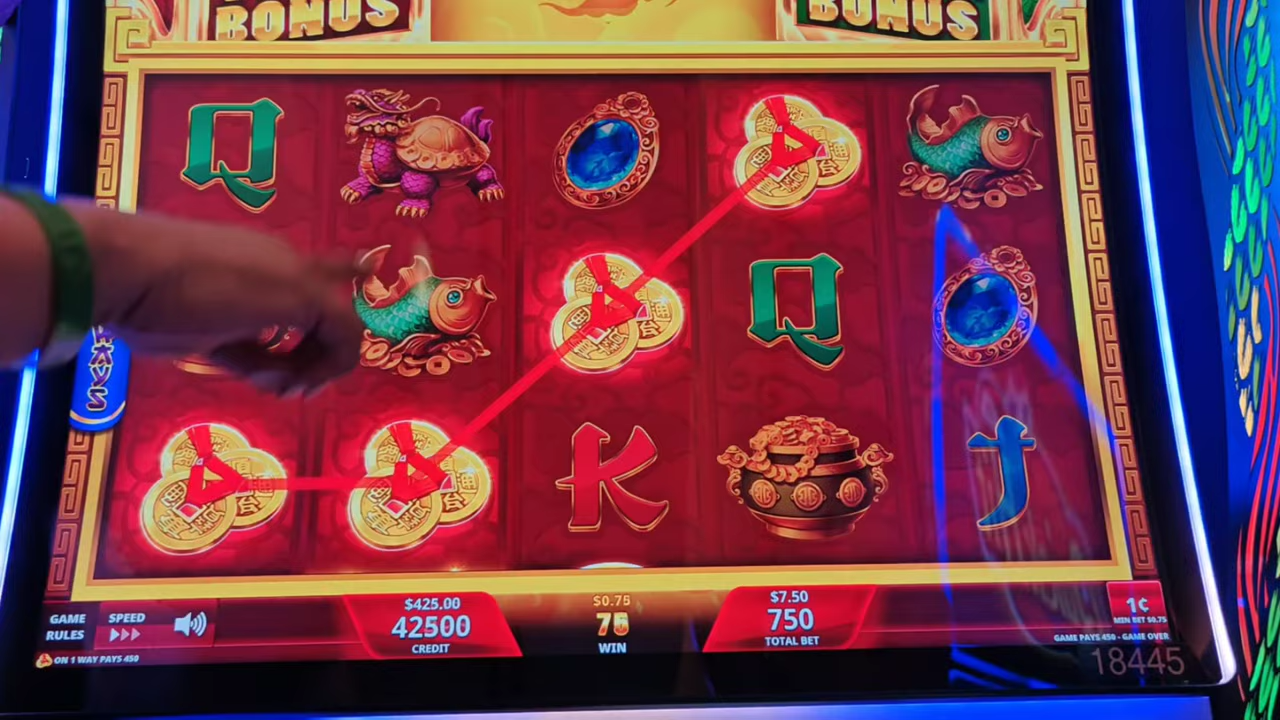 BONUS
BONUS
Q
Q
WAYS
K
J
GAME RULES
SPEED
$425.00
42500
CREDIT
$0.75
75
WIN
$7.50
750
TOTAL BET
1¢
MIN BET $0.75
GAME PAYS 450 - GAME OVER
ON 1 WAY PAYS 450
18445